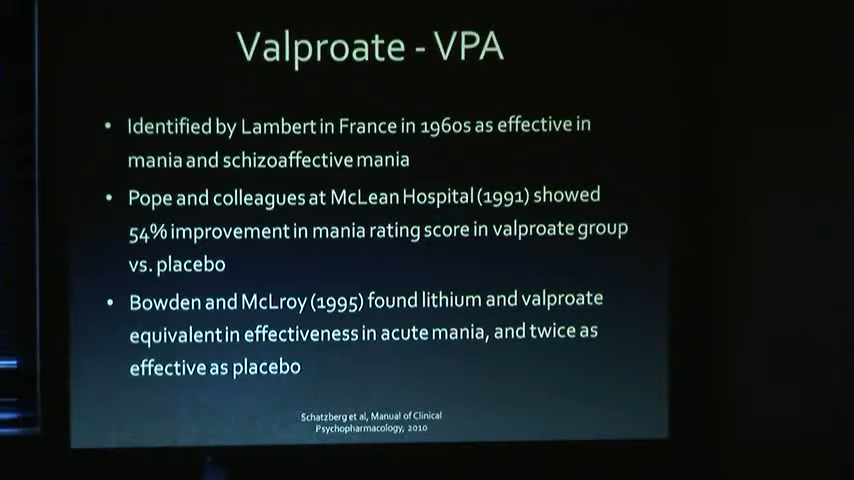 Valproate - VPA
• Identified by Lambert in France in 1960s as effective in
mania and schizoaffective mania
• Pope and colleagues at McLean Hospital (1991) showed
54% improvement in mania rating score in valproate group
vs. placebo
• Bowden and McLroy (1995) found lithium and valproate
equivalent in effectiveness in acute mania, and twice as
effective as placebo
Schatzberg et al, Manual of Clinical
Psychopharmacology, 2010